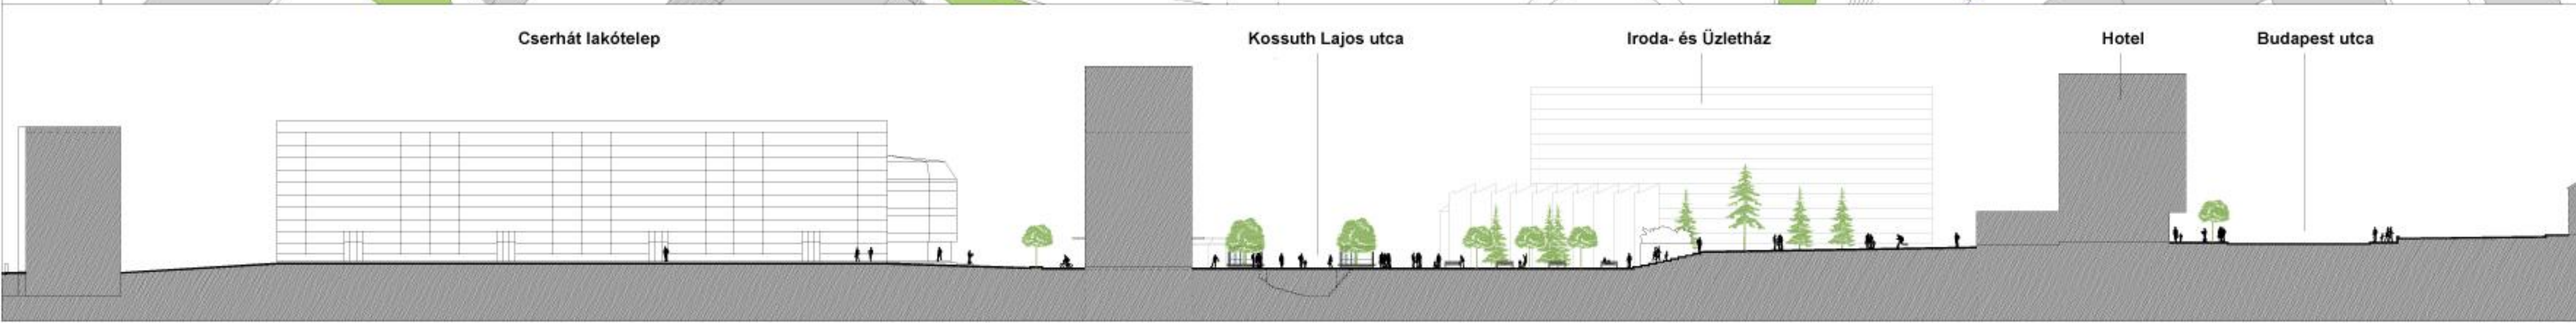 Cserhát lakótelep
Kossuth Lajos utca
Iroda- és Üzletház
Hotel
Budapest utca